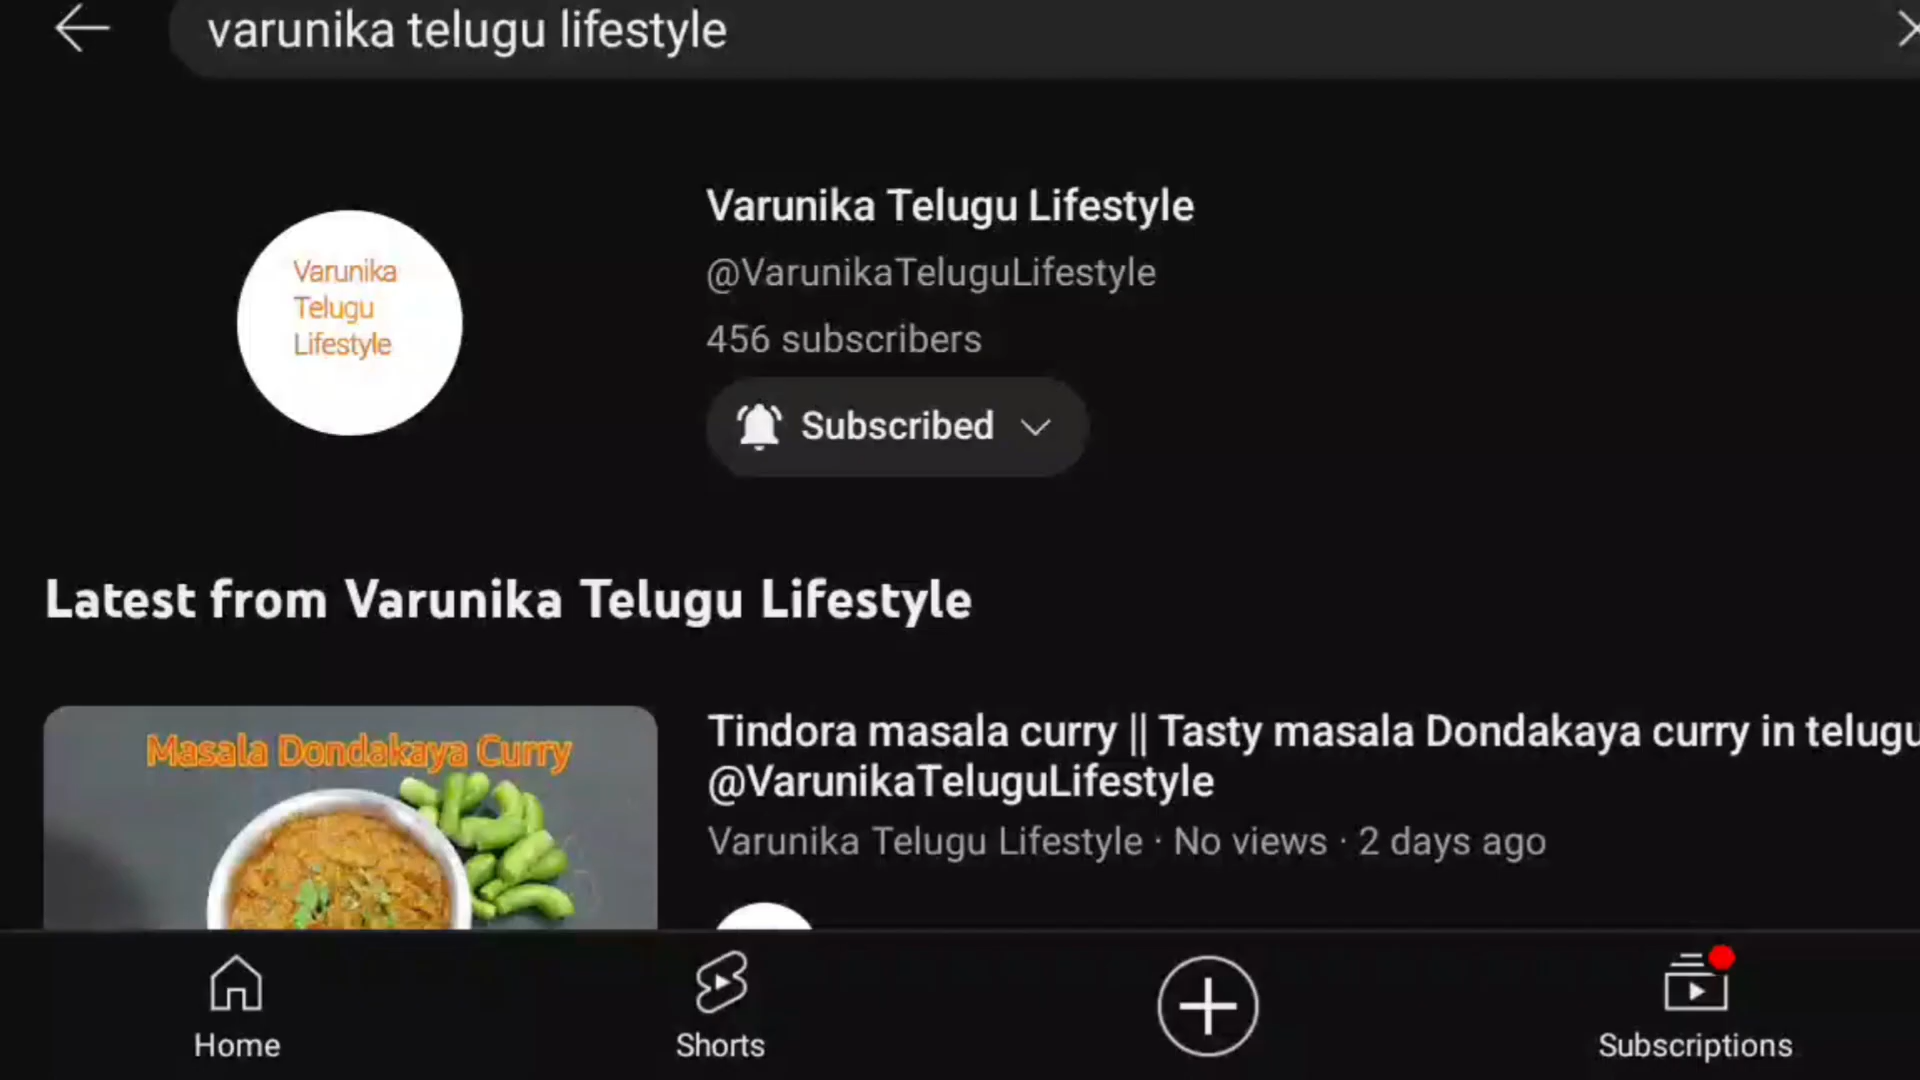 varunika telugu lifestyle
Varunika Telugu Lifestyle
@VarunikaTeluguLifestyle
456 subscribers
Subscribed
Varunika
Telugu
Lifestyle
Latest from Varunika Telugu Lifestyle
Masala Dondakaya Curry
Tindora masala curry || Tasty masala Dondakaya curry in telugu
@VarunikaTeluguLifestyle
Varunika Telugu Lifestyle · No views · 2 days ago
Home
Shorts
Subscriptions